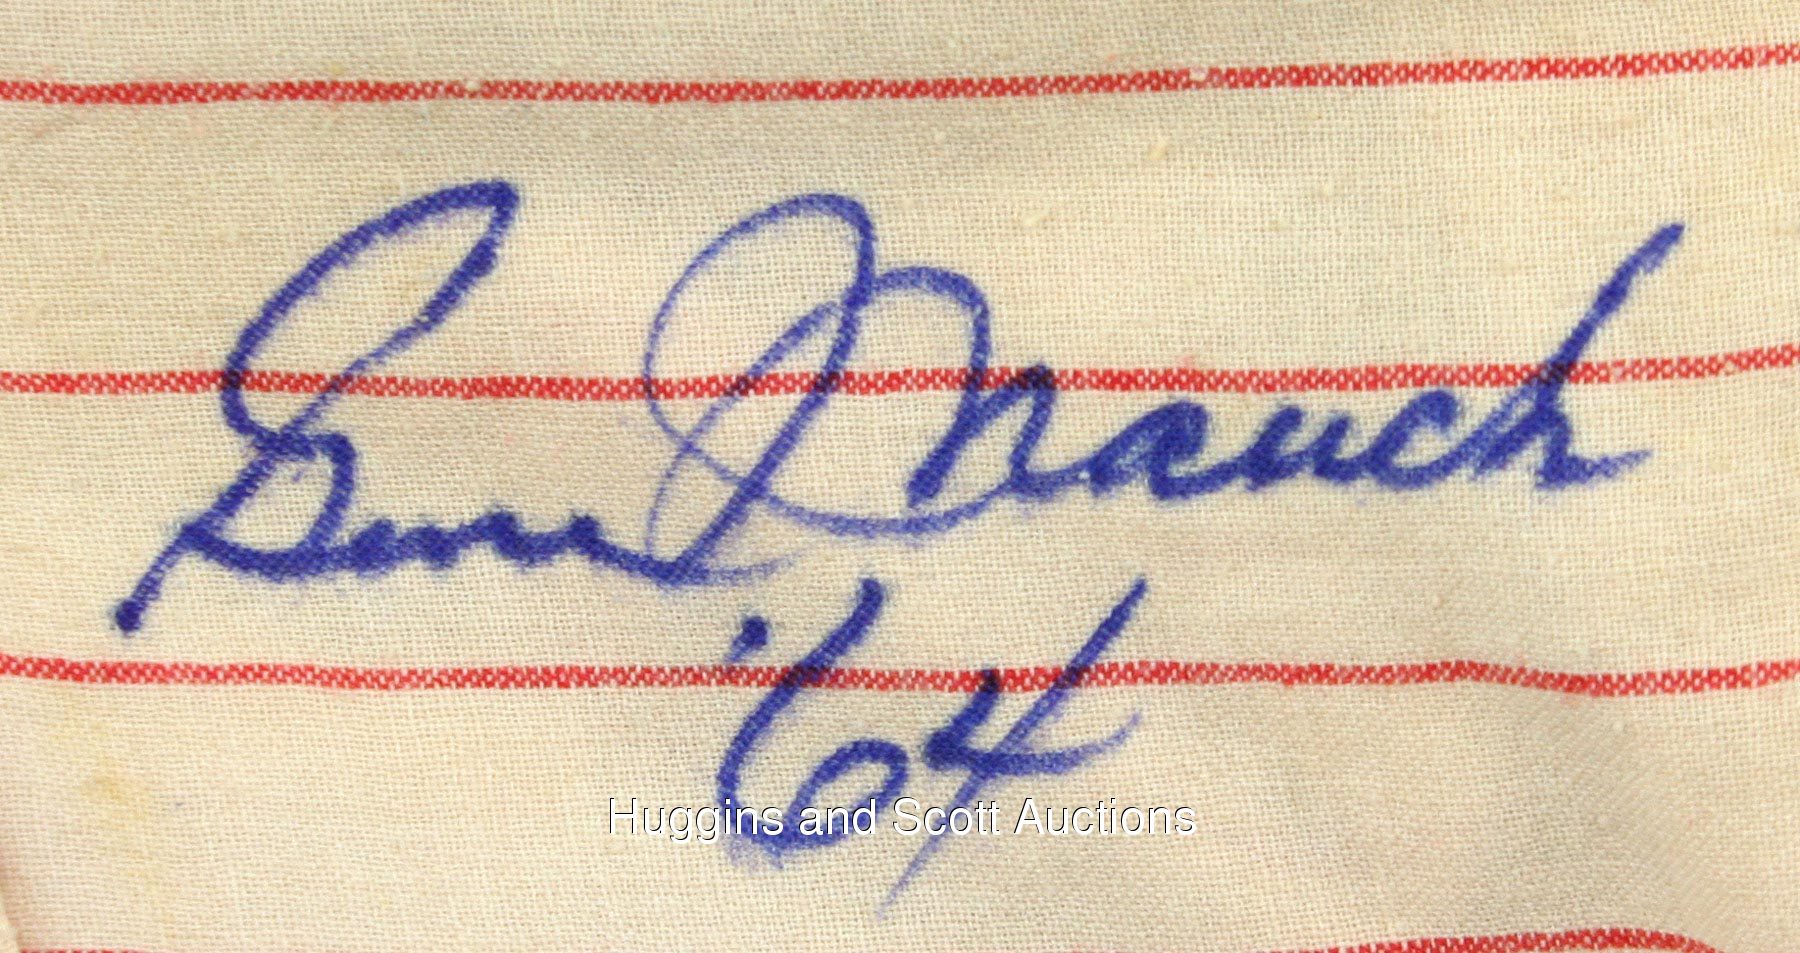 Gene Mauch
'64
Huggins and Scott Auctions